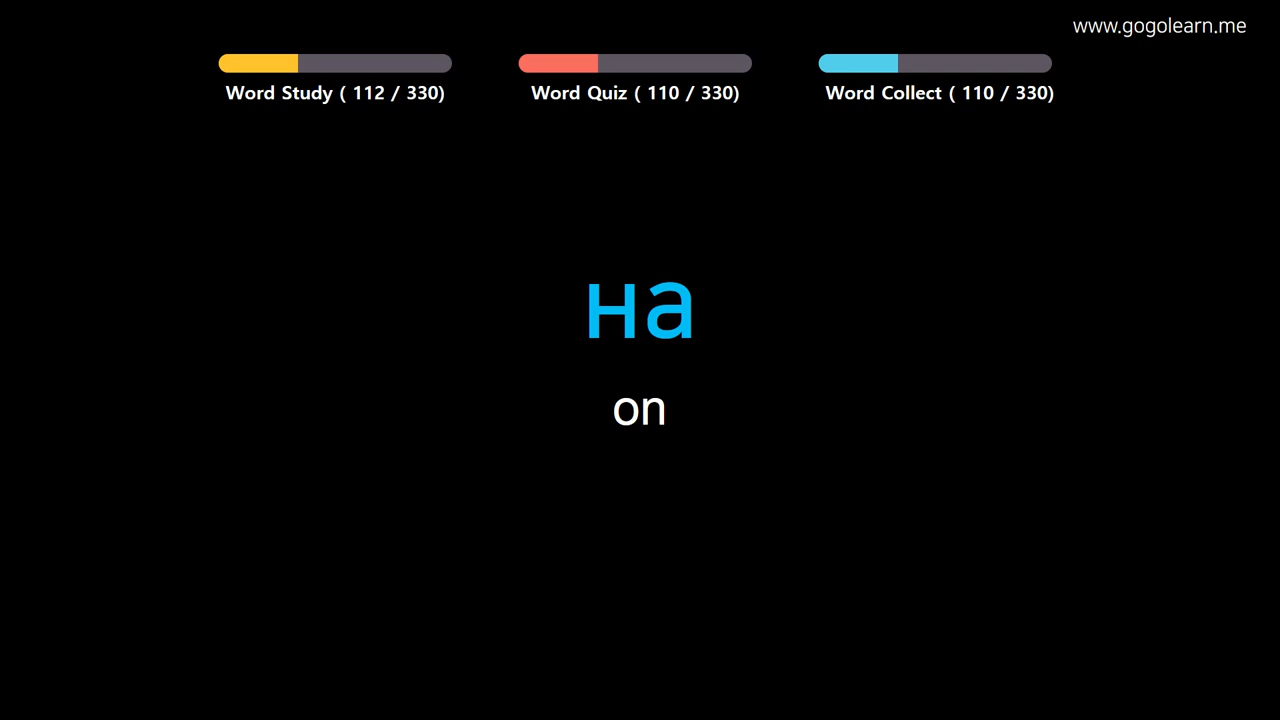 www.gogolearn.me
Word Study ( 112 / 330) Word Quiz ( 110 / 330) Word Collect ( 110 / 330)
на
on